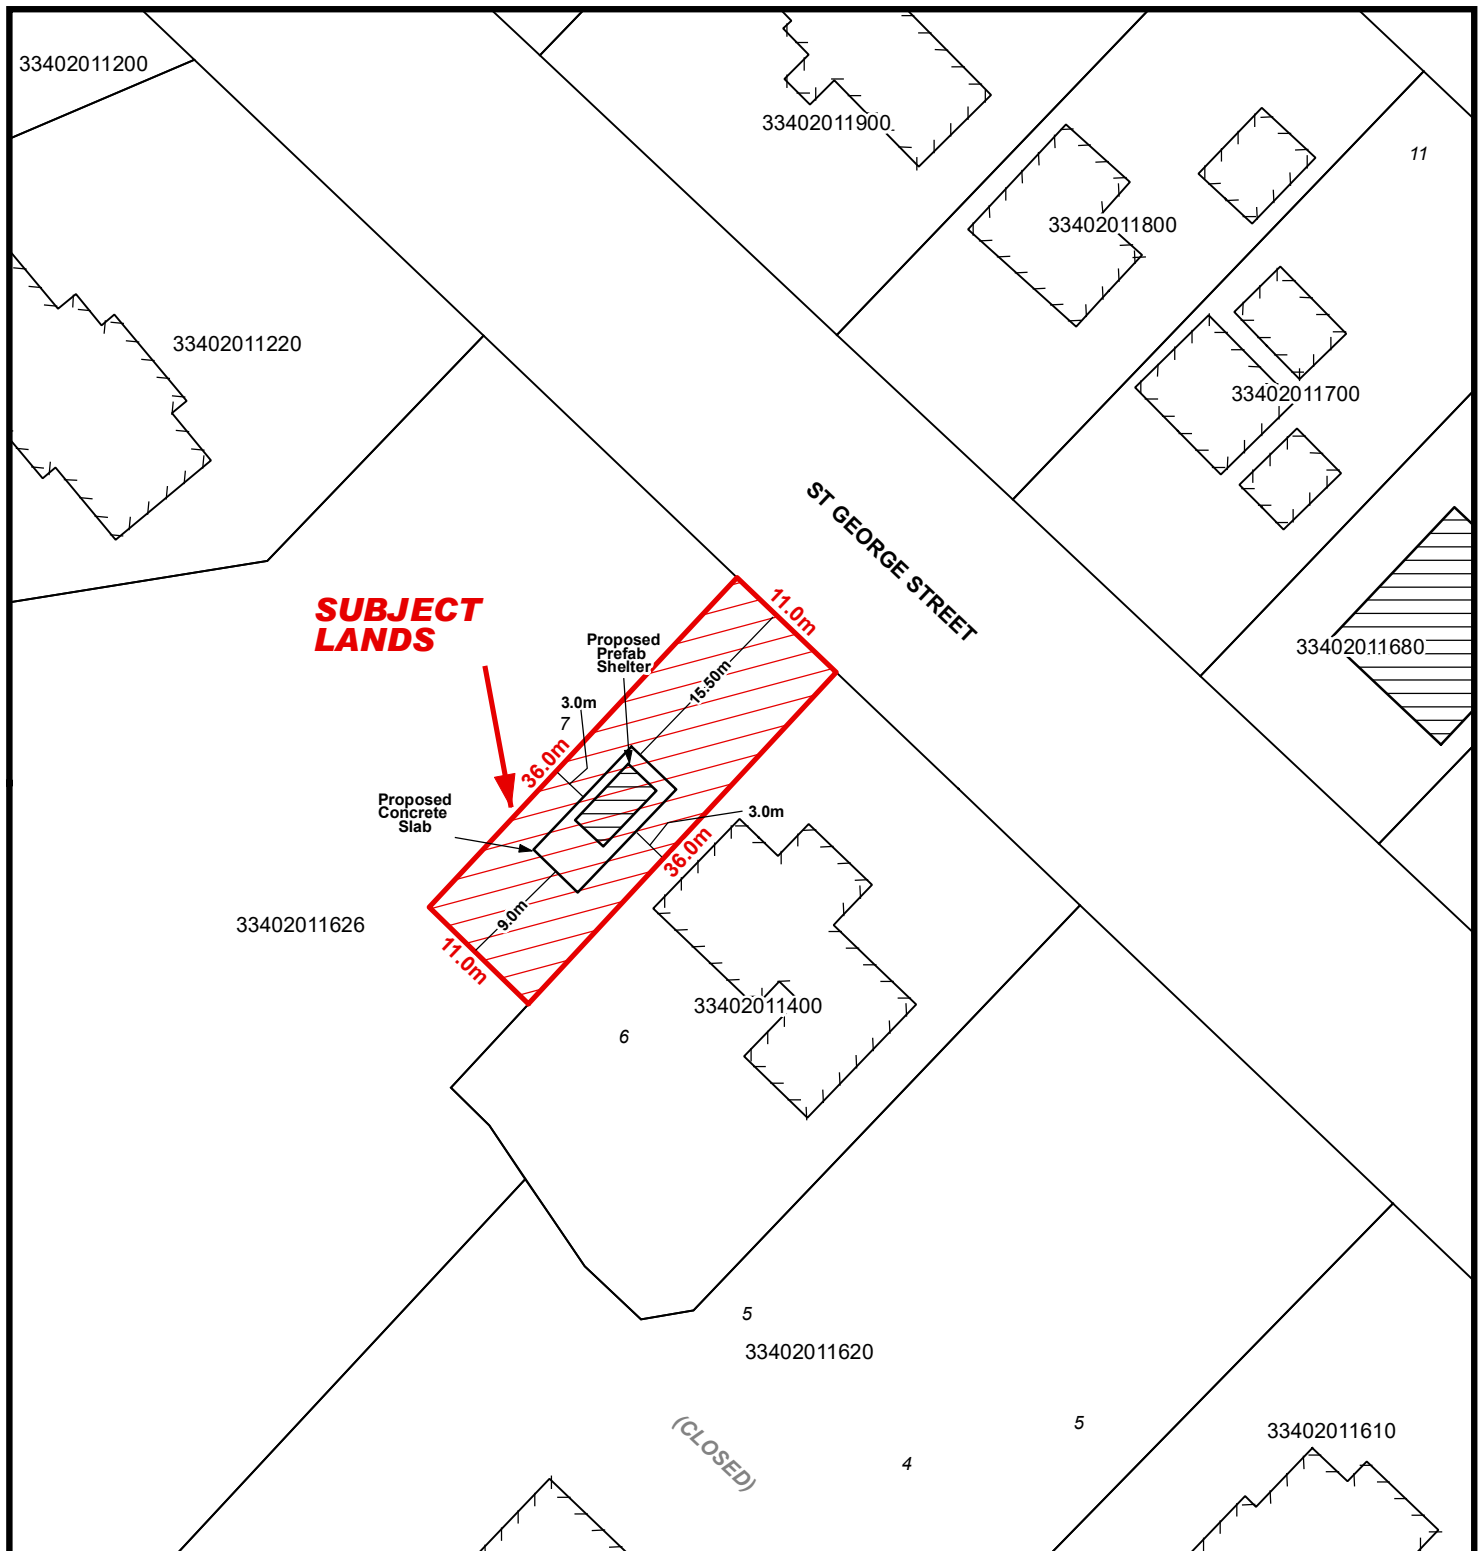 33402011200
33402011900
11
33402011800
33402011220
33402011700
ST GEORGE STREET
SUBJECT
LANDS
11.0m
Proposed
Prefab
Shelter
33402011680
15.50m
3.0m
7
36.0m
Proposed
Concrete
Slab
3.0m
36.0m
9.0m
33402011626
11.0m
33402011400
6
5
33402011620
(CLOSED)
5
33402011610
4